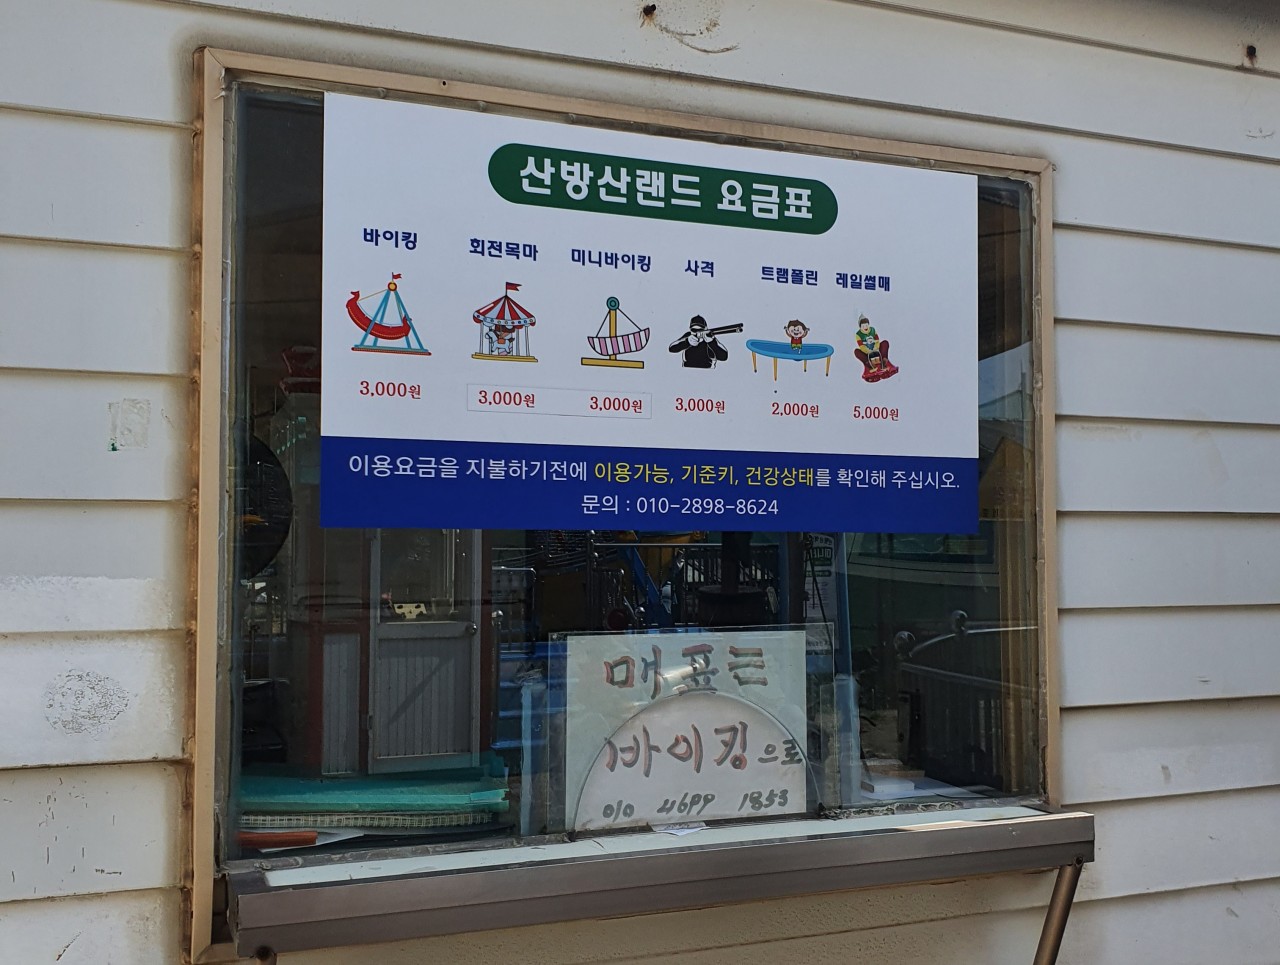 산방산랜드 요금표
바이킹 회전목마 미니바이킹 사격 트램폴린 레일썰매
3,000원 3,000원 3,000원 3,000원 2,000원 5,000원
이용요금을 지불하기전에 이용가능, 기준키, 건강상태를 확인해 주십시오.
문의 : 010-2898-8624
매표는
바이킹으로
010 4699 1853